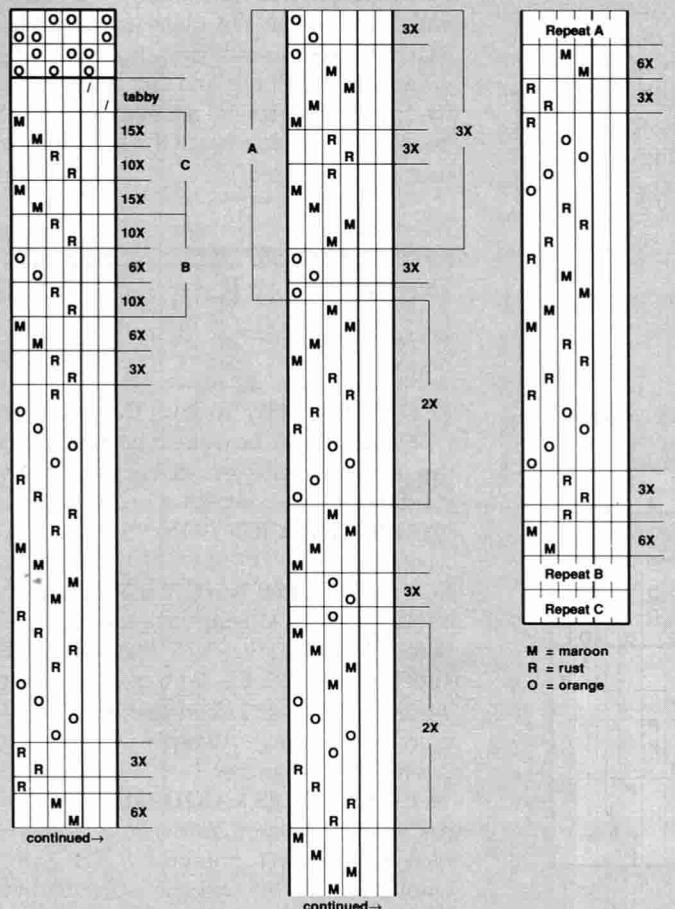 O O O
O O O
O O O
O O O
/
tabby
/
M
15X
M
R
10X C
R
M
15X
M
R
10X
R
O
6X B
O
R
10X
R
M
6X
M
R
3X
R
R
O
O
O
O
R
R
R
R
M
M
M
M
R
R
R
R
O
O
O
O
R
3X
R
R
M
6X
M
continued→
O
3X
O
O
M
M
M
3X
M
R
A 3X
R
R
M
M
M
M
O
3X
O
O
M
M
M
M
R
R
2X
R
R
O
O
O
O
M
M
M
M
O
3X
O
O
M
M
M
M
O
O
2X
O
O
R
R
R
R
M
M
M
M
continued→
Repeat A
M
6X
M
R
3X
R
R
O
O
O
O
R
R
R
R
M
M
M
M
R
R
R
R
O
O
O
O
R
3X
R
R
M
6X
M
Repeat B
Repeat C
M = maroon
R = rust
O = orange